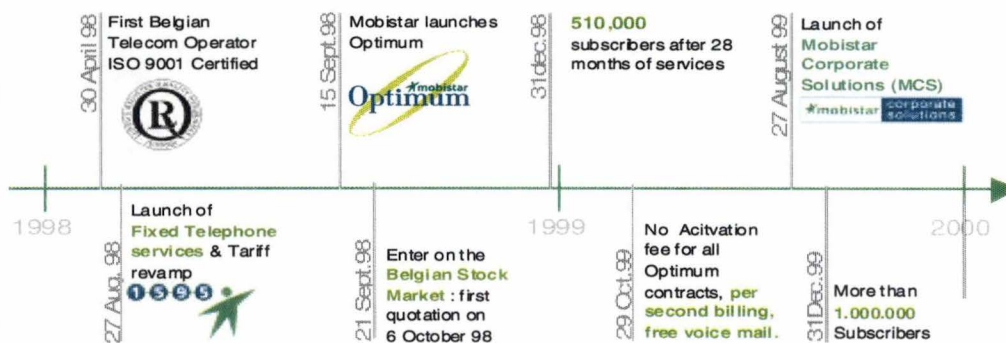 30 April 98
First Belgian
Telecom Operator
ISO 9001 Certified
15 Sept. 98
Mobistar launches
Optimum
mobistar
Optimum
31dec.98
510,000
subscribers after 28
months of services
27 August 99
Launch of
Mobistar
Corporate
Solutions (MCS)
mobistar corporate
solutions
1998
1999
2000
27 Aug, 98
Launch of
Fixed Telephone
services & Tariff
revamp
1595
21 Sept.98
Enter on the
Belgian Stock
Market : first
quotation on
6 October 98
29 Oct.99
No Acitvation
fee for all
Optimum
contracts, per
second billing,
free voice mail.
31Dec.99
More than
1.000.000
Subscribers